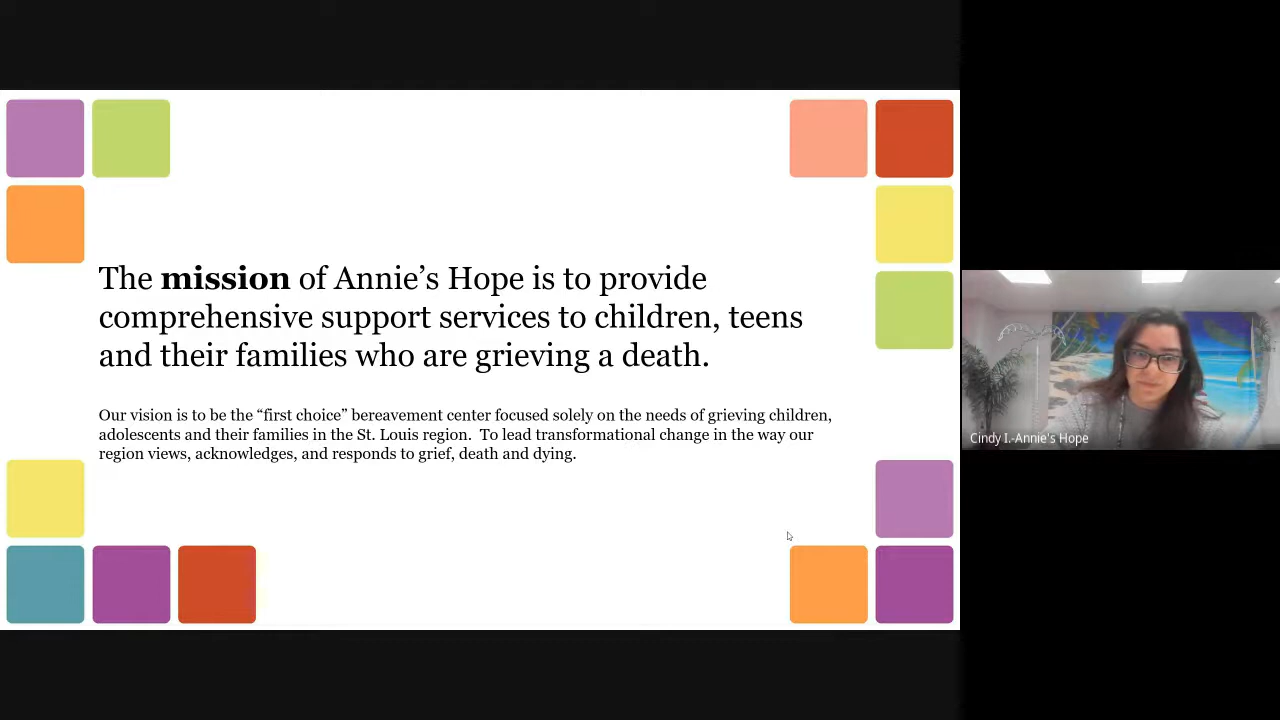 The mission of Annie’s Hope is to provide
comprehensive support services to children, teens
and their families who are grieving a death.
Our vision is to be the “first choice” bereavement center focused solely on the needs of grieving children,
adolescents and their families in the St. Louis region.  To lead transformational change in the way our
region views, acknowledges, and responds to grief, death and dying.
Cindy I.-Annie's Hope